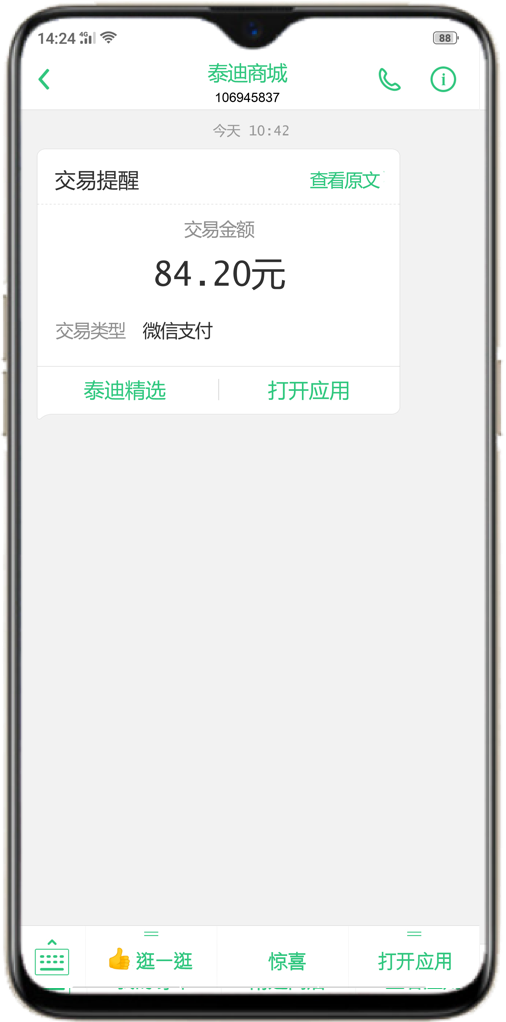 14:24 4G 88
泰迪商城
106945837
今天 10:42
交易提醒 查看原文
交易金额
84.20元
交易类型 微信支付
泰迪精选 打开应用
👍 逛一逛 惊喜 打开应用